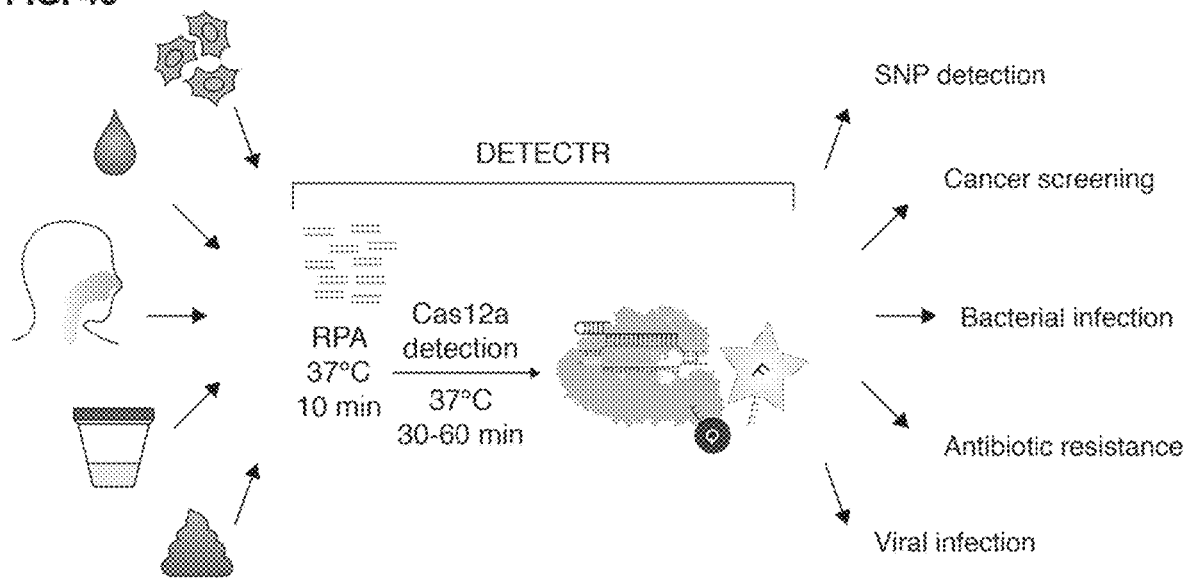 DETECTR
RPA
37°C
10 min
Cas12a
detection
37°C
30-60 min
F
SNP detection
Cancer screening
Bacterial infection
Antibiotic resistance
Viral infection